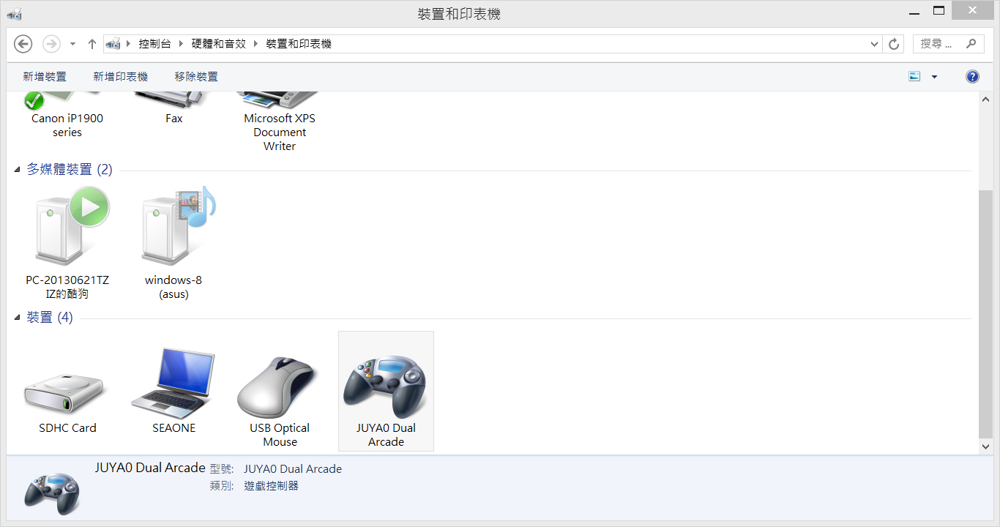 裝置和印表機
控制台 硬體和音效 裝置和印表機
搜尋 ...
新增裝置 新增印表機 移除裝置
Canon iP1900
series
Fax
Microsoft XPS
Document
Writer
多媒體裝置 (2)
PC-20130621TZ
IZ的酷狗
windows-8
(asus)
裝置 (4)
SDHC Card
SEAONE
USB Optical
Mouse
JUYA0 Dual
Arcade
JUYA0 Dual Arcade 型號: JUYA0 Dual Arcade
類別: 遊戲控制器